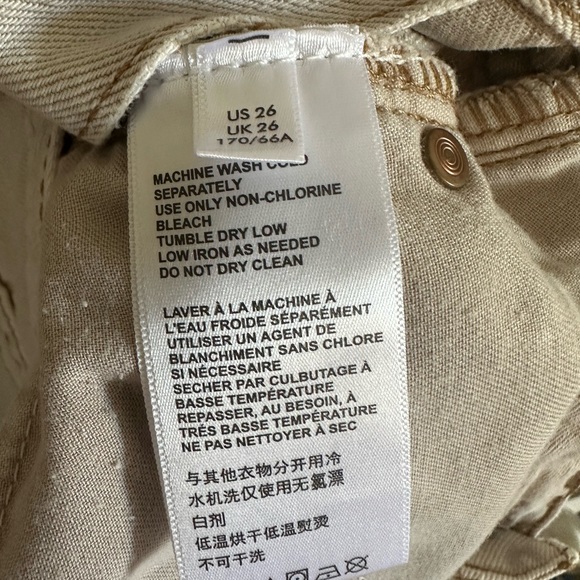 US 26
UK 26
170/66A
MACHINE WASH COLD
SEPARATELY
USE ONLY NON-CHLORINE
BLEACH
TUMBLE DRY LOW
LOW IRON AS NEEDED
DO NOT DRY CLEAN
LAVER À LA MACHINE À
L'EAU FROIDE SÉPARÉMENT
UTILISER UN AGENT DE
BLANCHIMENT SANS CHLORE
SI NÉCESSAIRE
SECHER PAR CULBUTAGE À
BASSE TEMPÉRATURE
REPASSER, AU BESOIN, À
TRÉS BASSE TEMPÉRATURE
NE PAS NETTOYER À SEC
与其他衣物分开用冷
水机洗仅使用无氯漂
白剂
低温烘干低温熨烫
不可干洗